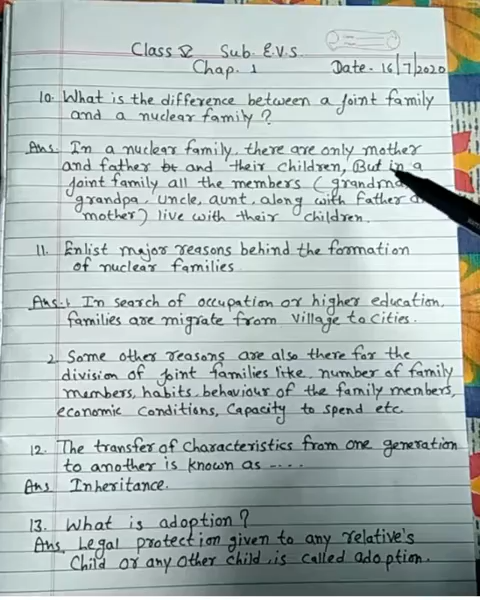 Class V Sub. E.V.S.
Chap. 1 Date - 16/7/2020
10. What is the difference between a joint family
and a nuclear family?
Ans. In a nuclear family, there are only mother
and father and their children, But in a
joint family all the members (grandma
grandpa, uncle, aunt, along with father
mother) live with their children.
11. Enlist major reasons behind the formation
of nuclear families
Ans:1 In search of occupation or higher education,
families are migrate from village to cities.
2. Some other reasons are also there for the
division of joint families like, number of family
members, habits, behaviour of the family members,
economic conditions, capacity to spend etc.
12. The transfer of characteristics from one generation
to another is known as ----
Ans Inheritance.
13. What is adoption?
Ans. Legal protection given to any relative's
child or any other child is called adoption.